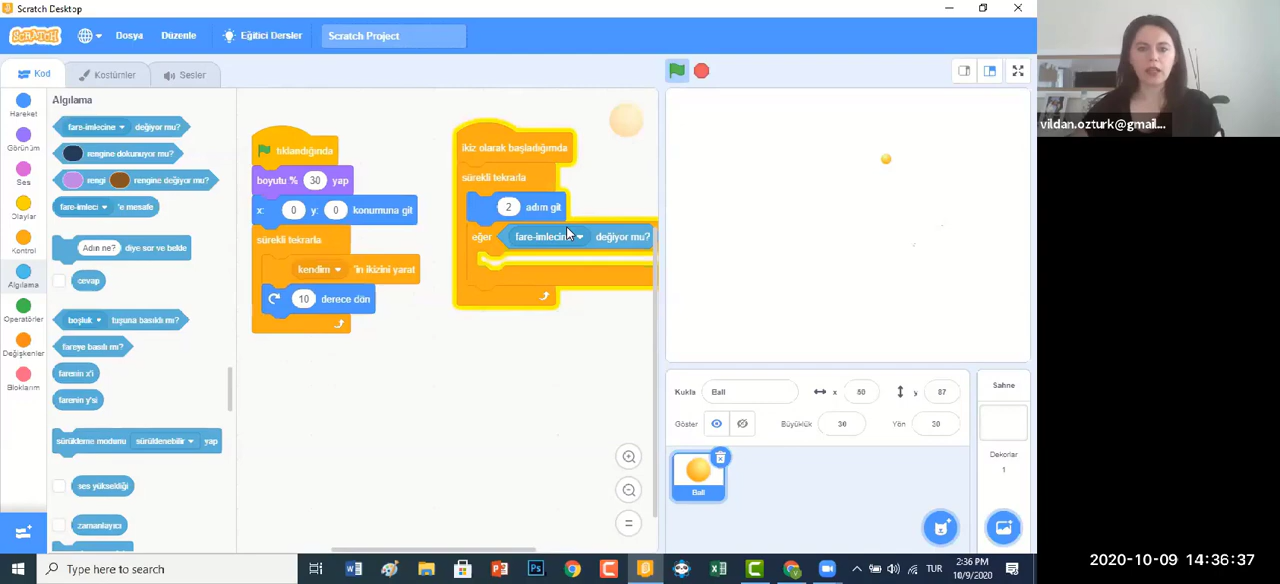 Scratch Desktop
SCRATCH
Dosya
Düzenle
Eğitici Dersler
Scratch Project
Kod
Kostümler
Sesler
Hareket
Görünüm
Ses
Olaylar
Kontrol
Algılama
Operatörler
Değişkenler
Bloklarım
Algılama
fare-imlecine değiyor mu?
rengine dokunuyor mu?
rengi rengine değiyor mu?
fare-imleci 'e mesafe
Adın ne? diye sor ve bekle
cevap
boşluk tuşuna basıldı mı?
fareye basılı mı?
farenin x'i
farenin y'si
sürükleme modunu sürüklenebilir yap
ses yüksekliği
zamanlayıcı
tıklandığında
boyutu % 30 yap
x: 0 y: 0 konumuna git
sürekli tekrarla
kendim 'in ikizini yarat
10 derece dön
ikiz olarak başladığımda
sürekli tekrarla
2 adım git
eğer fare-imlecin değiyor mu?
Kukla Ball x 50 y 87
Göster Büyüklük 30 Yön 30
Ball
Sahne
Dekorlar
1
vildan.ozturk@gmail...
Type here to search
TUR
2:36 PM
10/9/2020
2020-10-09 14:36:37